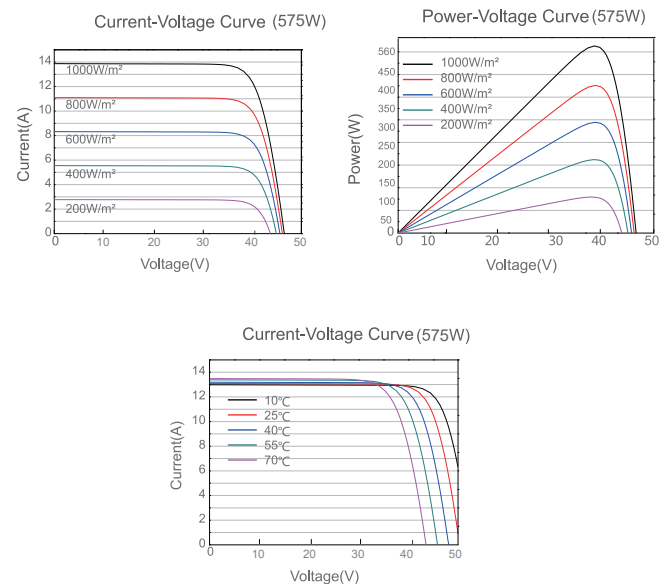 Current-Voltage Curve (575W)
Current(A)
14
12
10
8
6
4
2
0
1000W/m²
800W/m²
600W/m²
400W/m²
200W/m²
0 10 20 30 40 50
Voltage(V)
Power-Voltage Curve (575W)
Power(W)
560
450
400
450
300
200
200
150
100
50
0
1000W/m²
800W/m²
600W/m²
400W/m²
200W/m²
0 10 20 30 40 50
Voltage(V)
Current-Voltage Curve (575W)
Current(A)
14
12
10
8
6
4
2
0
10℃
25℃
40℃
55℃
70℃
0 10 20 30 40 50
Voltage(V)